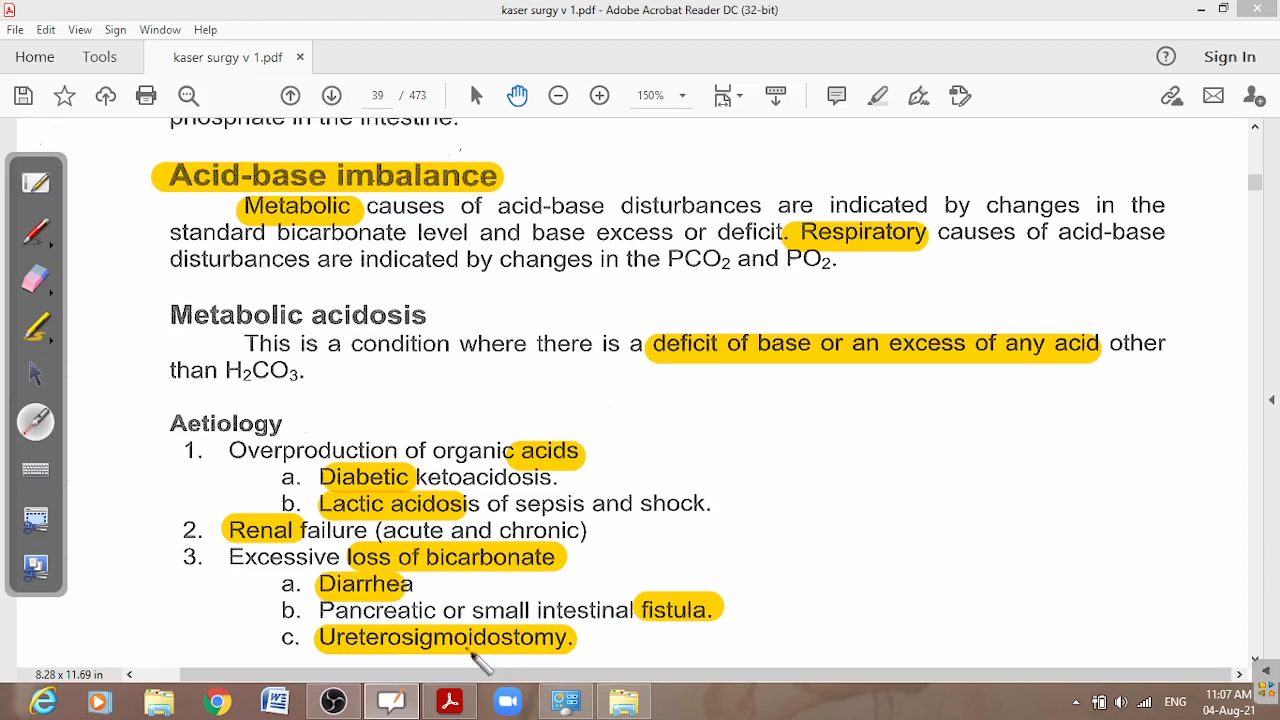 kaser surgy v 1.pdf - Adobe Acrobat Reader DC (32-bit)
File Edit View Sign Window Help
Home Tools kaser surgy v 1.pdf × Sign In
39 / 473 150%
phosphate in the intestine.
Acid-base imbalance
Metabolic causes of acid-base disturbances are indicated by changes in the
standard bicarbonate level and base excess or deficit. Respiratory causes of acid-base
disturbances are indicated by changes in the PCO₂ and PO₂.
Metabolic acidosis
This is a condition where there is a deficit of base or an excess of any acid other
than H₂CO₃.
Aetiology
1. Overproduction of organic acids
a. Diabetic ketoacidosis.
b. Lactic acidosis of sepsis and shock.
2. Renal failure (acute and chronic)
3. Excessive loss of bicarbonate
a. Diarrhea
b. Pancreatic or small intestinal fistula.
c. Ureterosigmoidostomy.
8.28 x 11.69 in
ENG 11:07 AM
04-Aug-21